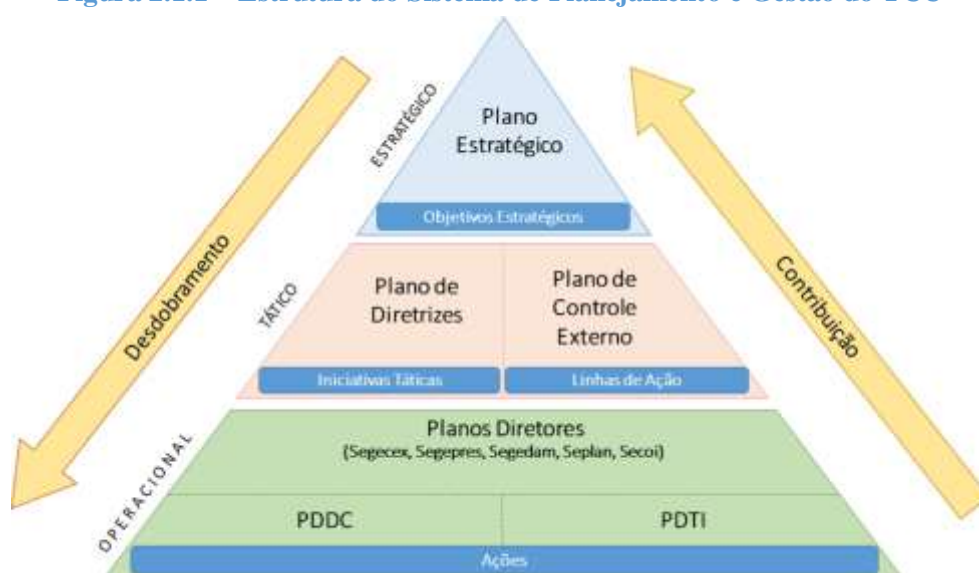 ESTRATÉGICO
Plano
Estratégico
Objetivos Estratégicos
Desdobramento
Contribuição
TÁTICO
Plano de
Diretrizes
Plano de
Controle
Externo
Iniciativas Táticas
Linhas de Ação
OPERACIONAL
Planos Diretores
(Segecex, Segepres, Segedam, Seplan, Secoi)
PDDC
PDTI
Ações